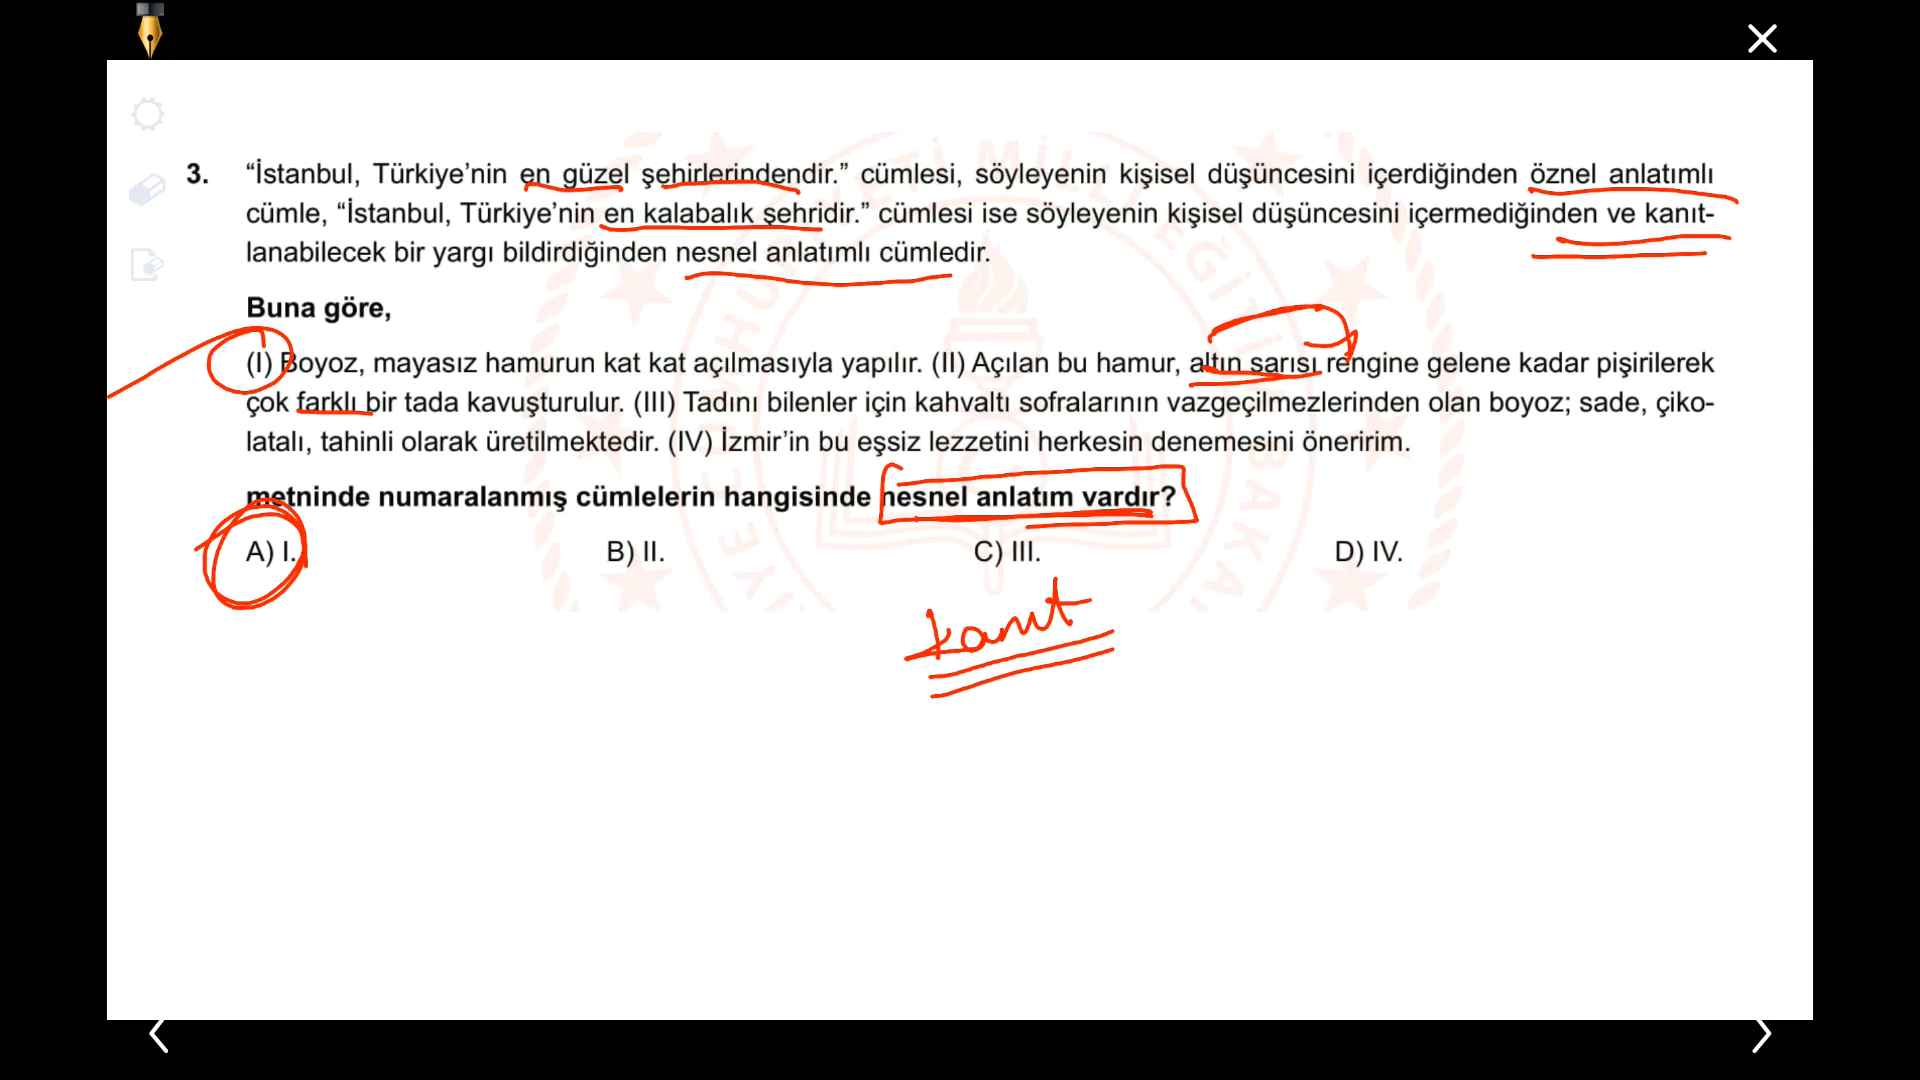 3. “İstanbul, Türkiye’nin en güzel şehirlerindendir.” cümlesi, söyleyenin kişisel düşüncesini içerdiğinden öznel anlatımlı
cümle, “İstanbul, Türkiye’nin en kalabalık şehridir.” cümlesi ise söyleyenin kişisel düşüncesini içermediğinden ve kanıt-
lanabilecek bir yargı bildirdiğinden nesnel anlatımlı cümledir.
Buna göre,
(I) Boyoz, mayasız hamurun kat kat açılmasıyla yapılır. (II) Açılan bu hamur, altın sarısı rengine gelene kadar pişirilerek
çok farklı bir tada kavuşturulur. (III) Tadını bilenler için kahvaltı sofralarının vazgeçilmezlerinden olan boyoz; sade, çiko-
latalı, tahinli olarak üretilmektedir. (IV) İzmir’in bu eşsiz lezzetini herkesin denemesini öneririm.
metninde numaralanmış cümlelerin hangisinde nesnel anlatım vardır?
A) I. B) II. C) III. D) IV.
kanıt